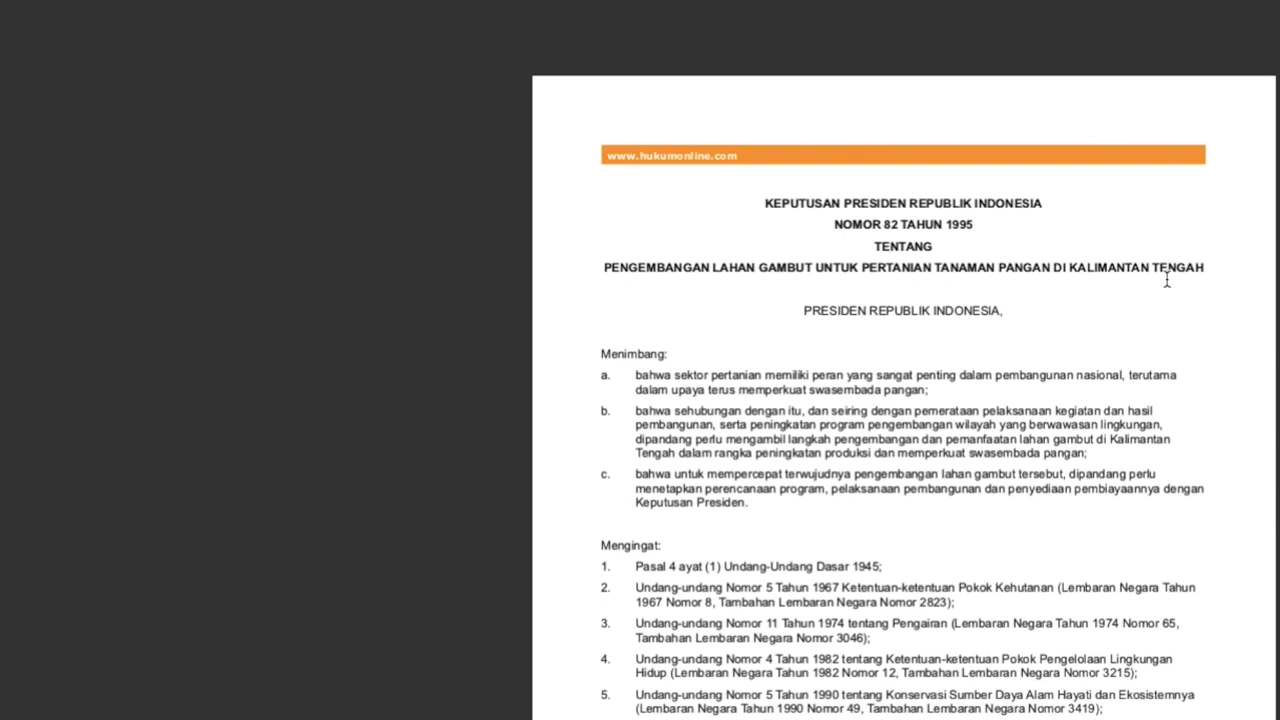 www.hukumonline.com
KEPUTUSAN PRESIDEN REPUBLIK INDONESIA
NOMOR 82 TAHUN 1995
TENTANG
PENGEMBANGAN LAHAN GAMBUT UNTUK PERTANIAN TANAMAN PANGAN DI KALIMANTAN TENGAH
PRESIDEN REPUBLIK INDONESIA,
Menimbang:
a. bahwa sektor pertanian memiliki peran yang sangat penting dalam pembangunan nasional, terutama
dalam upaya terus memperkuat swasembada pangan;
b. bahwa sehubungan dengan itu, dan seiring dengan pemerataan pelaksanaan kegiatan dan hasil
pembangunan, serta peningkatan program pengembangan wilayah yang berwawasan lingkungan,
dipandang perlu mengambil langkah pengembangan dan pemanfaatan lahan gambut di Kalimantan
Tengah dalam rangka peningkatan produksi dan memperkuat swasembada pangan;
c. bahwa untuk mempercepat terwujudnya pengembangan lahan gambut tersebut, dipandang perlu
menetapkan perencanaan program, pelaksanaan pembangunan dan penyediaan pembiayaannya dengan
Keputusan Presiden.
Mengingat:
1. Pasal 4 ayat (1) Undang-Undang Dasar 1945;
2. Undang-undang Nomor 5 Tahun 1967 Ketentuan-ketentuan Pokok Kehutanan (Lembaran Negara Tahun
1967 Nomor 8, Tambahan Lembaran Negara Nomor 2823);
3. Undang-undang Nomor 11 Tahun 1974 tentang Pengairan (Lembaran Negara Tahun 1974 Nomor 65,
Tambahan Lembaran Negara Nomor 3046);
4. Undang-undang Nomor 4 Tahun 1982 tentang Ketentuan-ketentuan Pokok Pengelolaan Lingkungan
Hidup (Lembaran Negara Tahun 1982 Nomor 12, Tambahan Lembaran Negara Nomor 3215);
5. Undang-undang Nomor 5 Tahun 1990 tentang Konservasi Sumber Daya Alam Hayati dan Ekosistemnya
(Lembaran Negara Tahun 1990 Nomor 49, Tambahan Lembaran Negara Nomor 3419);